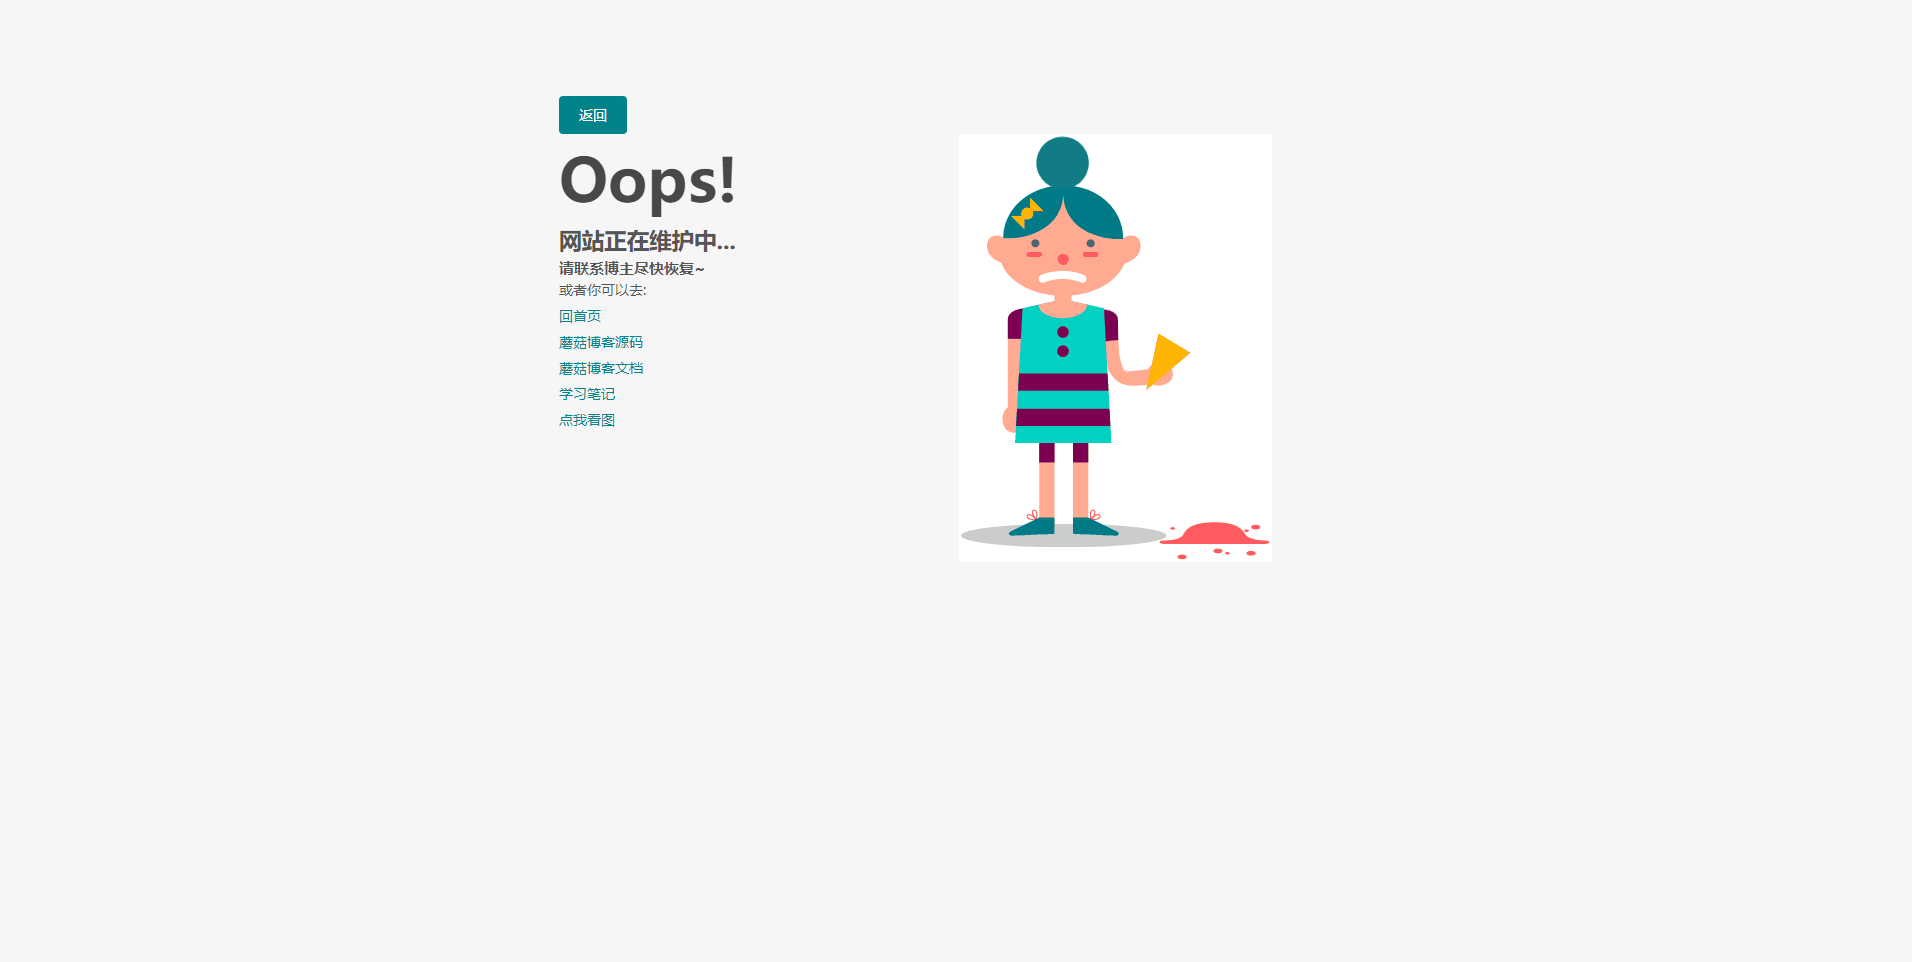 返回
Oops!
网站正在维护中...
请联系博主尽快恢复~
或者你可以去:
回首页
蘑菇博客源码
蘑菇博客文档
学习笔记
点我看图